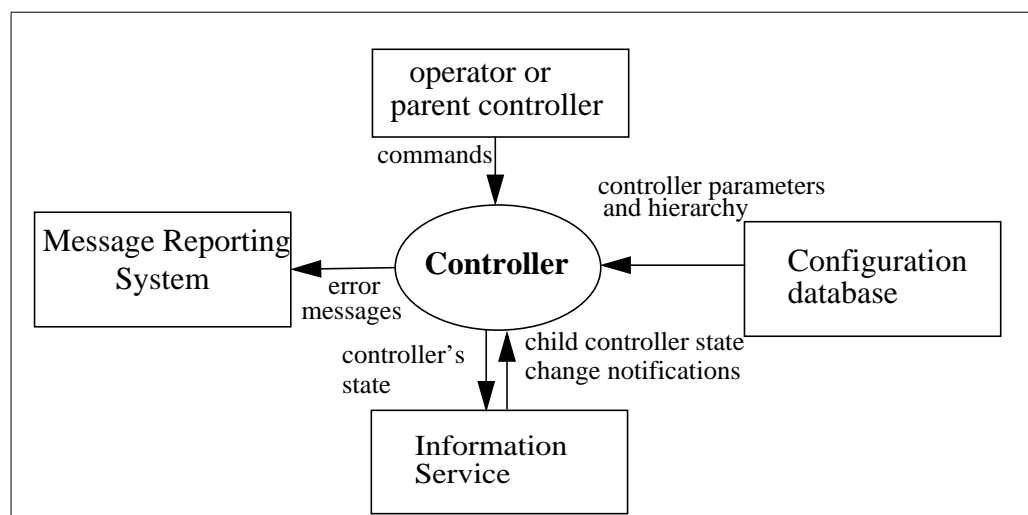 operator or
parent controller
commands
controller parameters
and hierarchy
Message Reporting
System
Controller
Configuration
database
error
messages
controller's
state
child controller state
change notifications
Information
Service